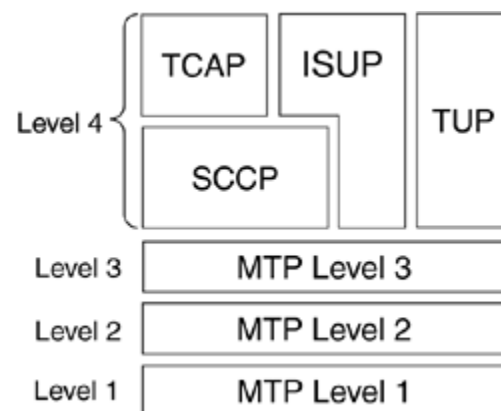 TCAP
ISUP
TUP
Level 4
SCCP
Level 3
MTP Level 3
Level 2
MTP Level 2
Level 1
MTP Level 1